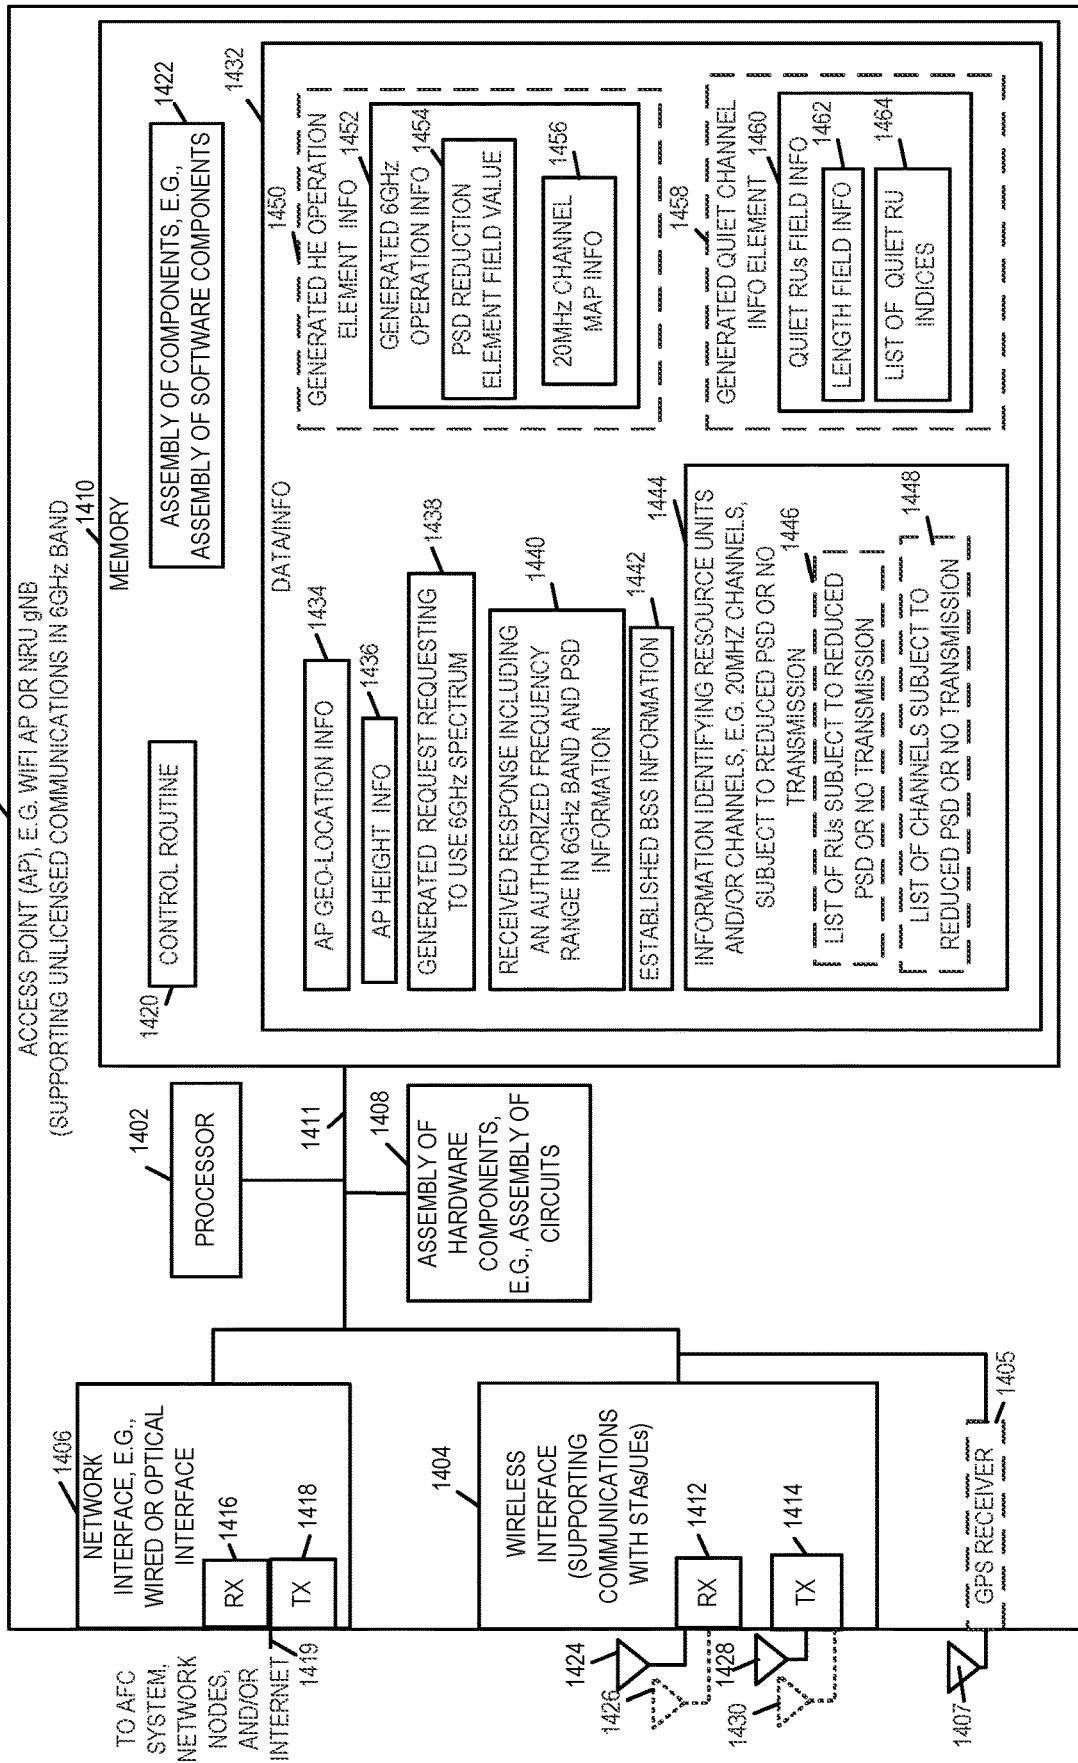 ACCESS POINT (AP), E.G. WIFI AP OR NRU gNB
(SUPPORTING UNLICENSED COMMUNICATIONS IN 6GHz BAND
1406
NETWORK
INTERFACE, E.G.,
WIRED OR OPTICAL
INTERFACE
RX
1416
TX
1418
TO AFC
SYSTEM,
NETWORK
NODES,
AND/OR
INTERNET
1419
1404
WIRELESS
INTERFACE
(SUPPORTING
COMMUNICATIONS
WITH STAs/UEs)
RX
1412
TX
1414
1424
1426
1428
1430
GPS RECEIVER
1405
1407
1402
PROCESSOR
1411
1408
ASSEMBLY OF
HARDWARE
COMPONENTS,
E.G., ASSEMBLY OF
CIRCUITS
1410
MEMORY
1420
CONTROL ROUTINE
1422
ASSEMBLY OF COMPONENTS, E.G.,
ASSEMBLY OF SOFTWARE COMPONENTS
1432
DATA/INFO
1434
AP GEO-LOCATION INFO
1436
AP HEIGHT INFO
1438
GENERATED REQUEST REQUESTING
TO USE 6GHz SPECTRUM
1440
RECEIVED RESPONSE INCLUDING
AN AUTHORIZED FREQUENCY
RANGE IN 6GHz BAND AND PSD
INFORMATION
1442
ESTABLISHED BSS INFORMATION
1444
INFORMATION IDENTIFYING RESOURCE UNITS
AND/OR CHANNELS, E.G. 20MHZ CHANNELS,
SUBJECT TO REDUCED PSD OR NO
TRANSMISSION
1446
LIST OF RUs SUBJECT TO REDUCED
PSD OR NO TRANSMISSION
1448
LIST OF CHANNELS SUBJECT TO
REDUCED PSD OR NO TRANSMISSION
1450
GENERATED HE OPERATION
ELEMENT INFO
1452
GENERATED 6GHz
OPERATION INFO
1454
PSD REDUCTION
ELEMENT FIELD VALUE
1456
20MHz CHANNEL
MAP INFO
1458
GENERATED QUIET CHANNEL
INFO ELEMENT
1460
QUIET RUs FIELD INFO
1462
LENGTH FIELD INFO
1464
LIST OF QUIET RU
INDICES